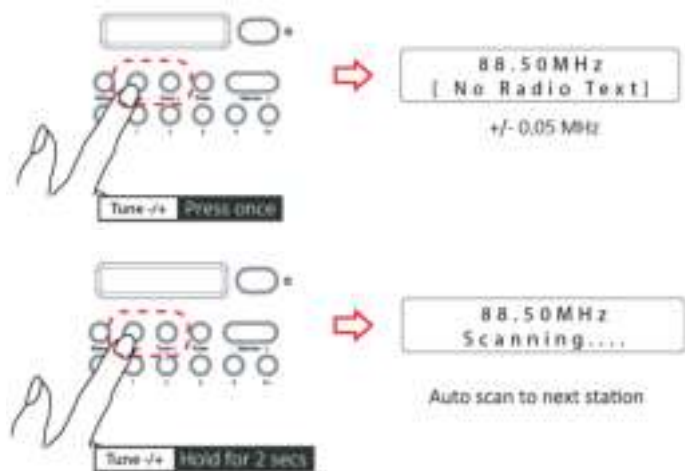 88.50MHz
[ No Radio Text]
+/- 0.05 MHz
Tune -/+ Press once
88.50MHz
Scanning....
Auto scan to next station
Tune -/+ Hold for 2 secs